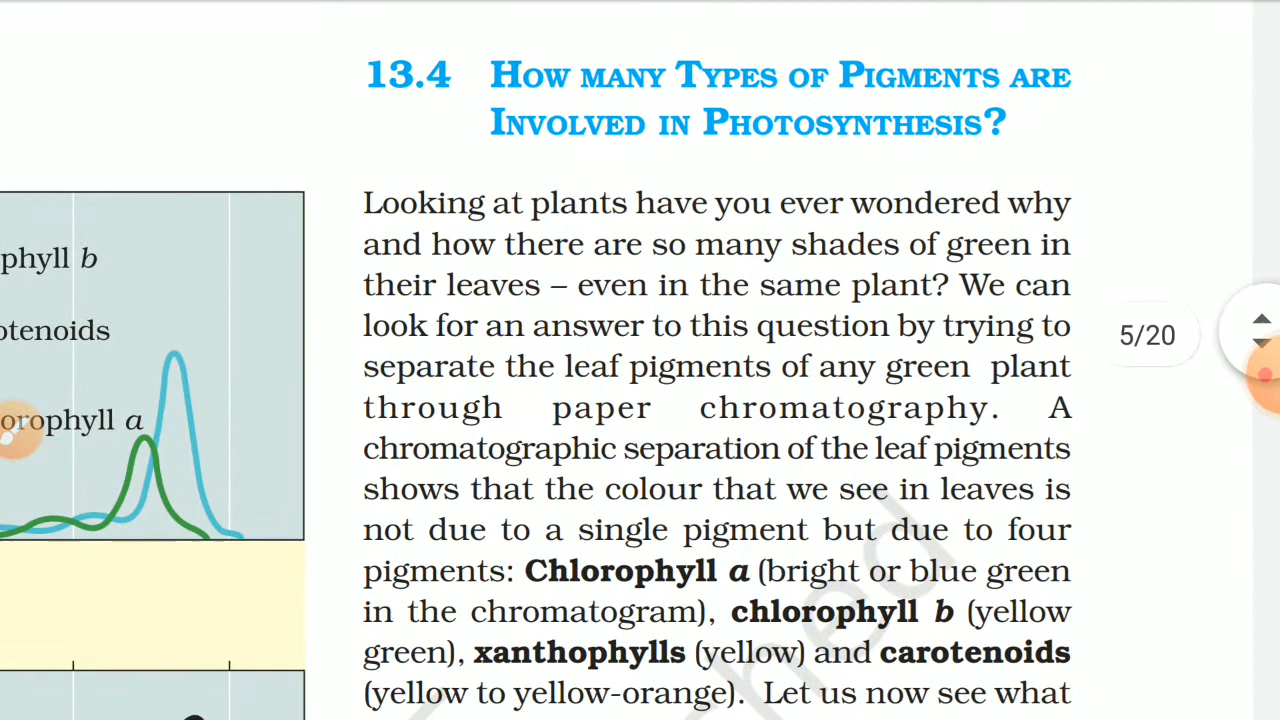 13.4 HOW MANY TYPES OF PIGMENTS ARE
INVOLVED IN PHOTOSYNTHESIS?
Looking at plants have you ever wondered why
and how there are so many shades of green in
their leaves – even in the same plant? We can
look for an answer to this question by trying to
separate the leaf pigments of any green plant
through paper chromatography. A
chromatographic separation of the leaf pigments
shows that the colour that we see in leaves is
not due to a single pigment but due to four
pigments: Chlorophyll a (bright or blue green
in the chromatogram), chlorophyll b (yellow
green), xanthophylls (yellow) and carotenoids
(yellow to yellow-orange). Let us now see what
phyll b
otenoids
orophyll a
5/20